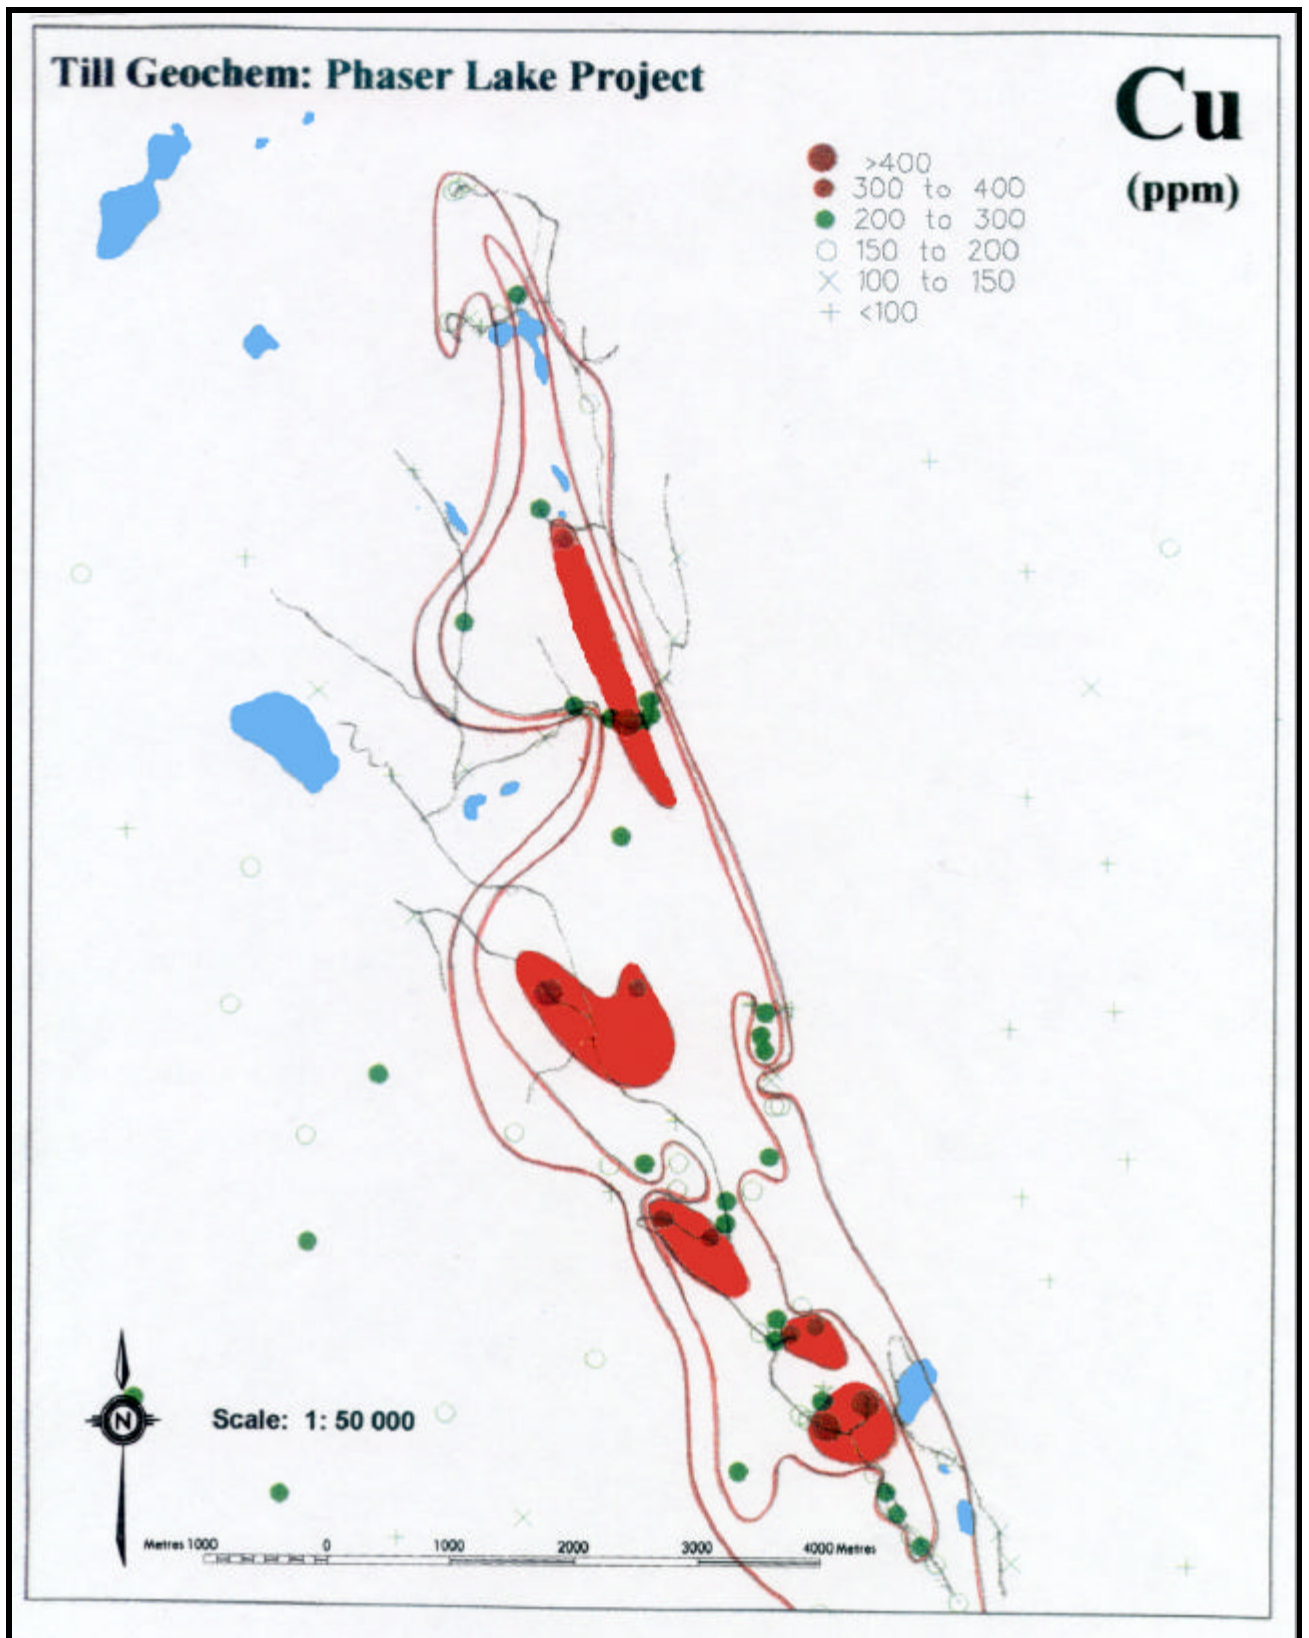 Till Geochem: Phaser Lake Project
Cu
(ppm)
>400
300 to 400
200 to 300
150 to 200
100 to 150
<100
N
Scale: 1: 50 000
Metres 1000 0 1000 2000 3000 4000 Metres